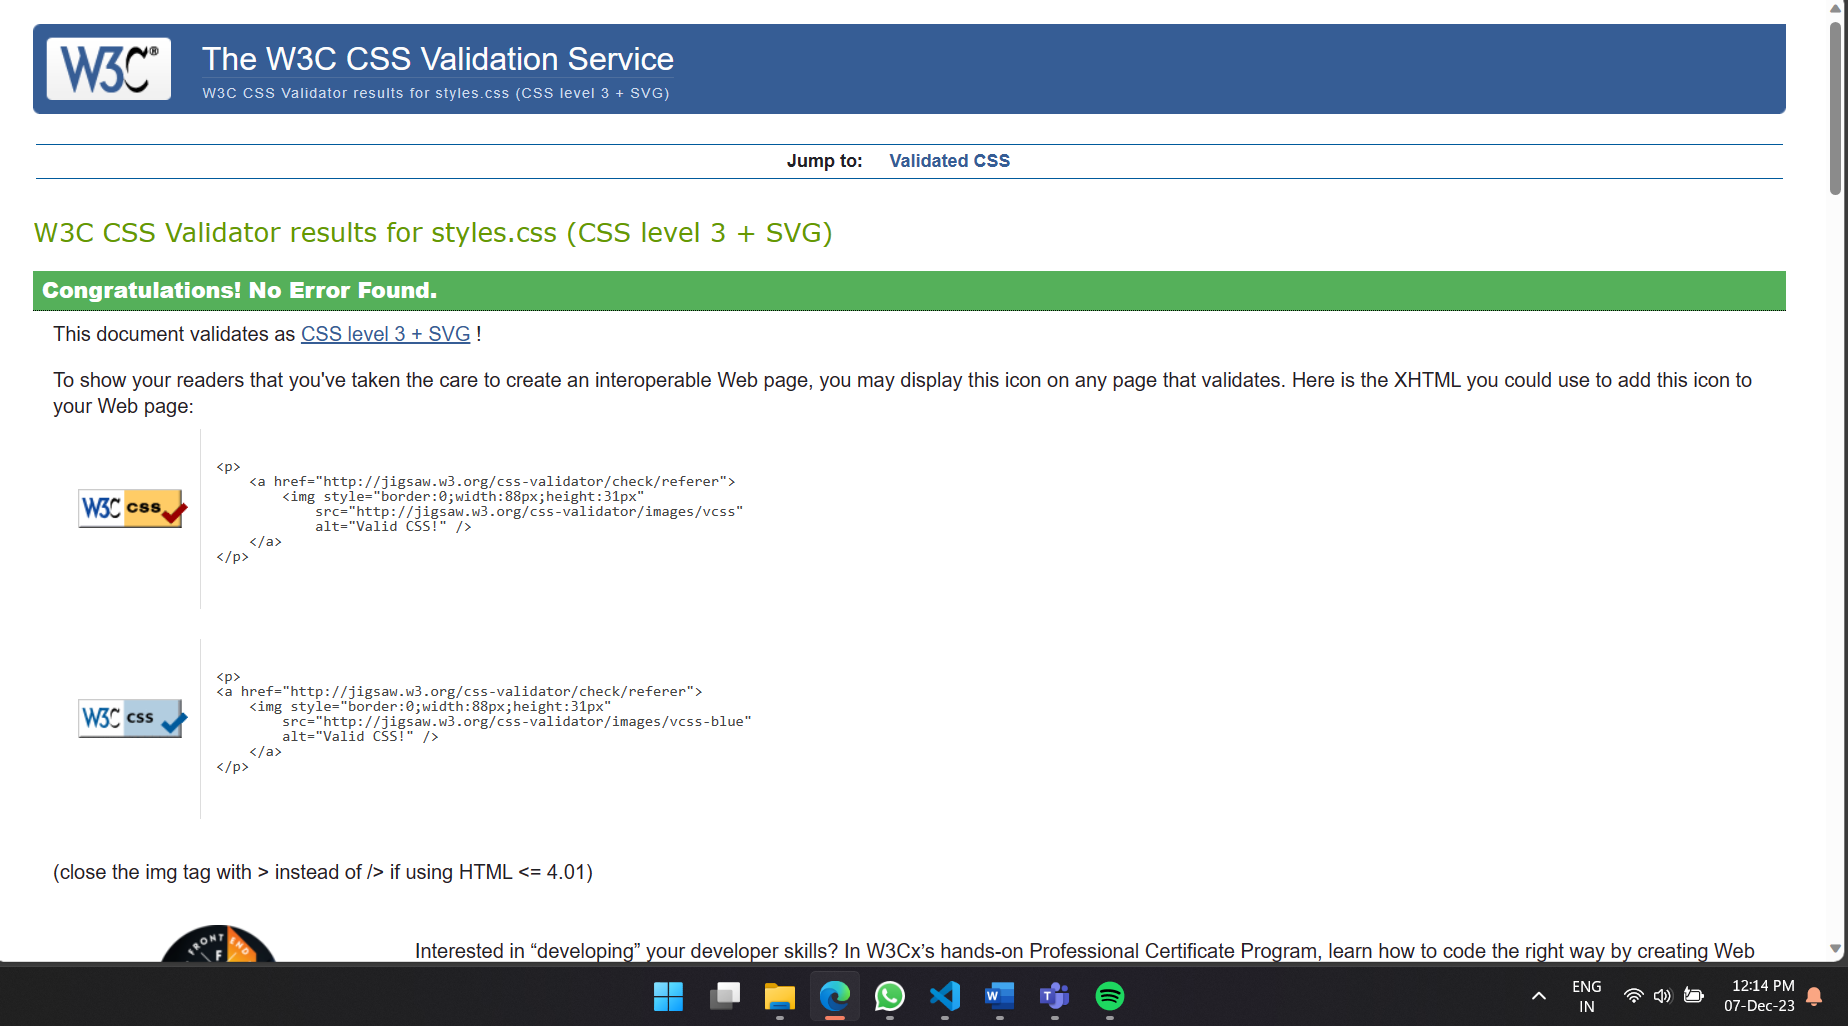 W3C®
The W3C CSS Validation Service
W3C CSS Validator results for styles.css (CSS level 3 + SVG)
Jump to: Validated CSS
W3C CSS Validator results for styles.css (CSS level 3 + SVG)
Congratulations! No Error Found.
This document validates as CSS level 3 + SVG !
To show your readers that you've taken the care to create an interoperable Web page, you may display this icon on any page that validates. Here is the XHTML you could use to add this icon to
your Web page:
W3C css
<p>
    <a href="http://jigsaw.w3.org/css-validator/check/referer">
        <img style="border:0;width:88px;height:31px"
            src="http://jigsaw.w3.org/css-validator/images/vcss"
            alt="Valid CSS!" />
    </a>
</p>
W3C css
<p>
<a href="http://jigsaw.w3.org/css-validator/check/referer">
    <img style="border:0;width:88px;height:31px"
        src="http://jigsaw.w3.org/css-validator/images/vcss-blue"
        alt="Valid CSS!" />
    </a>
</p>
(close the img tag with > instead of /> if using HTML <= 4.01)
FRONT END
F
Interested in “developing” your developer skills? In W3Cx’s hands-on Professional Certificate Program, learn how to code the right way by creating Web
W
T
ENG
IN
12:14 PM
07-Dec-23